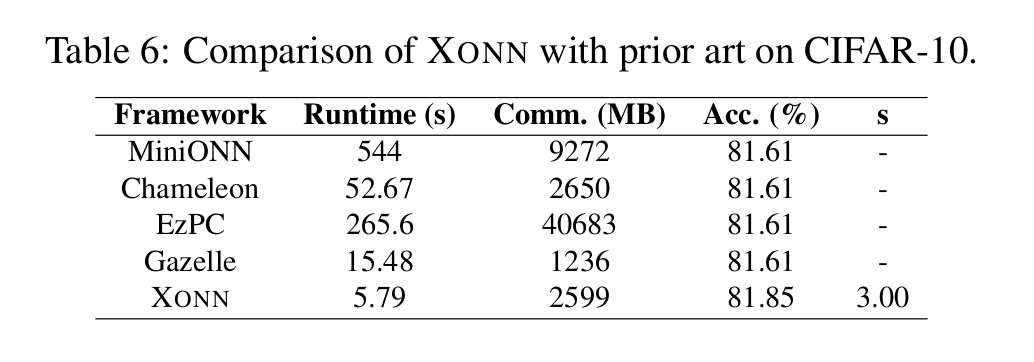 Table 6: Comparison of XONN with prior art on CIFAR-10.
Framework Runtime (s) Comm. (MB) Acc. (%) s
MiniONN 544 9272 81.61 -
Chameleon 52.67 2650 81.61 -
EzPC 265.6 40683 81.61 -
Gazelle 15.48 1236 81.61 -
XONN 5.79 2599 81.85 3.00